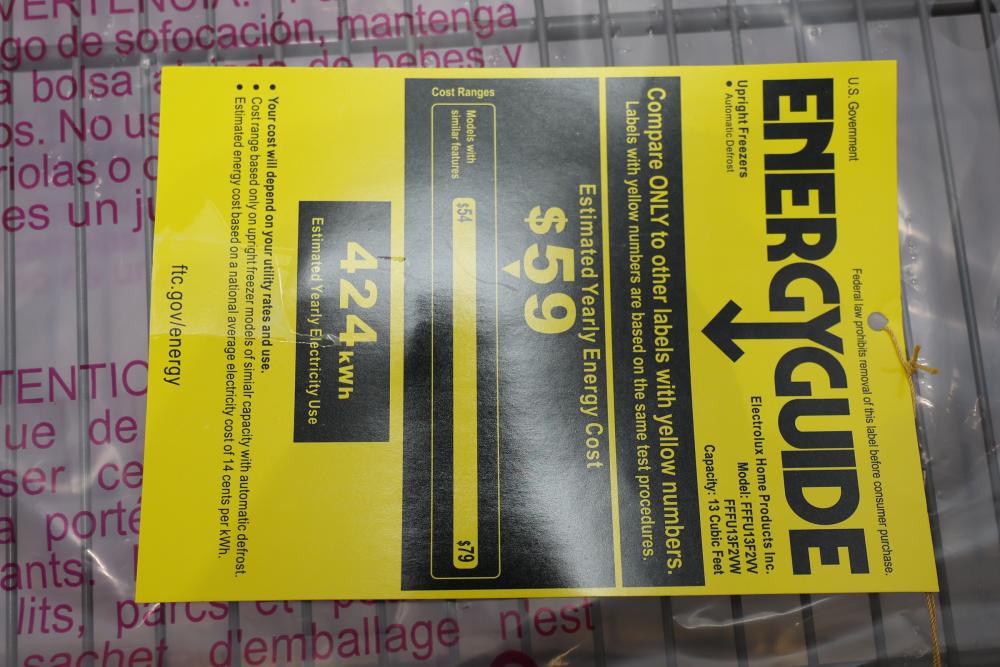 U.S. Government
Federal law prohibits removal of this label before consumer purchase.
ENERGYGUIDE
Upright Freezers
• Automatic Defrost
Electrolux Home Products Inc.
Model: FFFU13F2VV
FFFU13F2VW
Capacity: 13 Cubic Feet
Compare ONLY to other labels with yellow numbers.
Labels with yellow numbers are based on the same test procedures.
Estimated Yearly Energy Cost
$59
Cost Ranges
Models with
similar features
$54
$79
424 kWh
Estimated Yearly Electricity Use
• Your cost will depend on your utility rates and use.
• Cost range based only on upright freezer models of similar capacity with automatic defrost.
• Estimated energy cost based on a national average electricity cost of 14 cents per kWh.
ftc.gov/energy
go de sofocación, mantenga
a bolsa de bebes y
os. No us
riolas o
es un
TENTIO
ue de
ser ce
porté
ants.
lits, parcs et
sachet d'emballage n'est